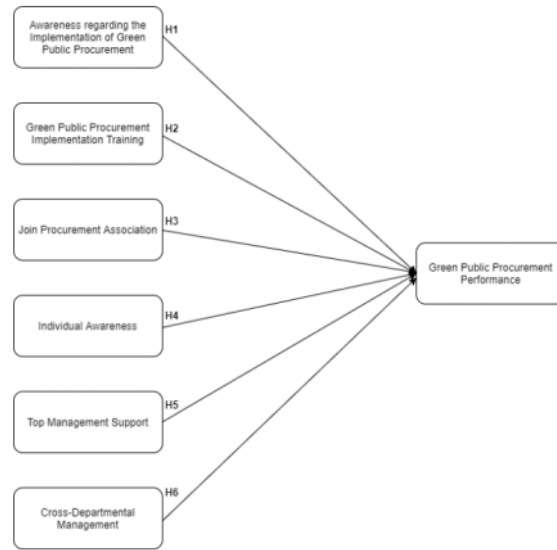 Awareness regarding the
Implementation of Green
Public Procurement
H1
Green Public Procurement
Implementation Training
H2
Join Procurement Association
H3
Individual Awareness
H4
Top Management Support
H5
Cross-Departmental
Management
H6
Green Public Procurement
Performance